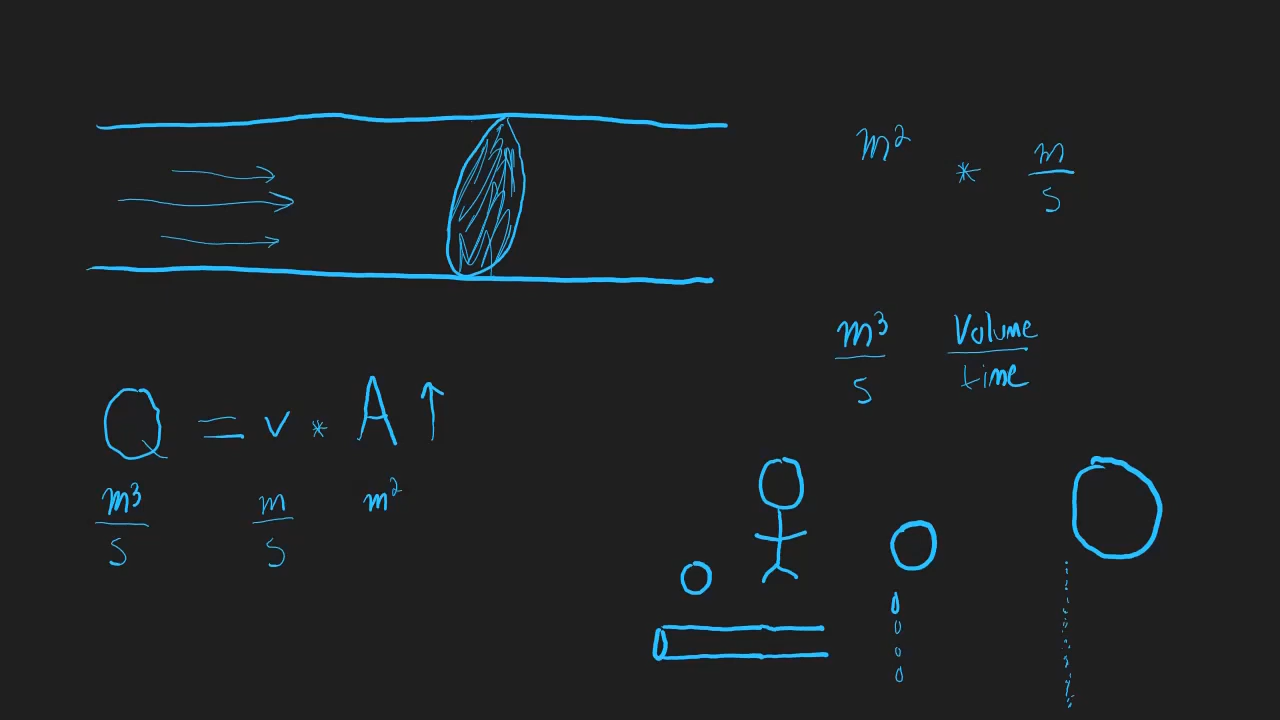 m² * m/s
m³/s Volume/time
Q = v * A ↑
m³/s m/s m²